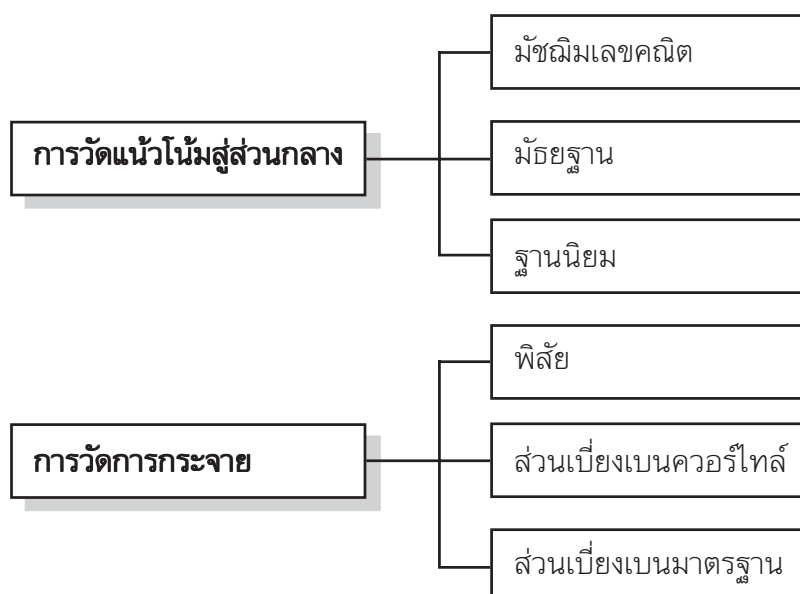 การวัดแน้วโน้มสู่ส่วนกลาง
มัชฌิมเลขคณิต
มัธยฐาน
ฐานนิยม
การวัดการกระจาย
พิสัย
ส่วนเบี่ยงเบนควอร์ไทล์
ส่วนเบี่ยงเบนมาตรฐาน